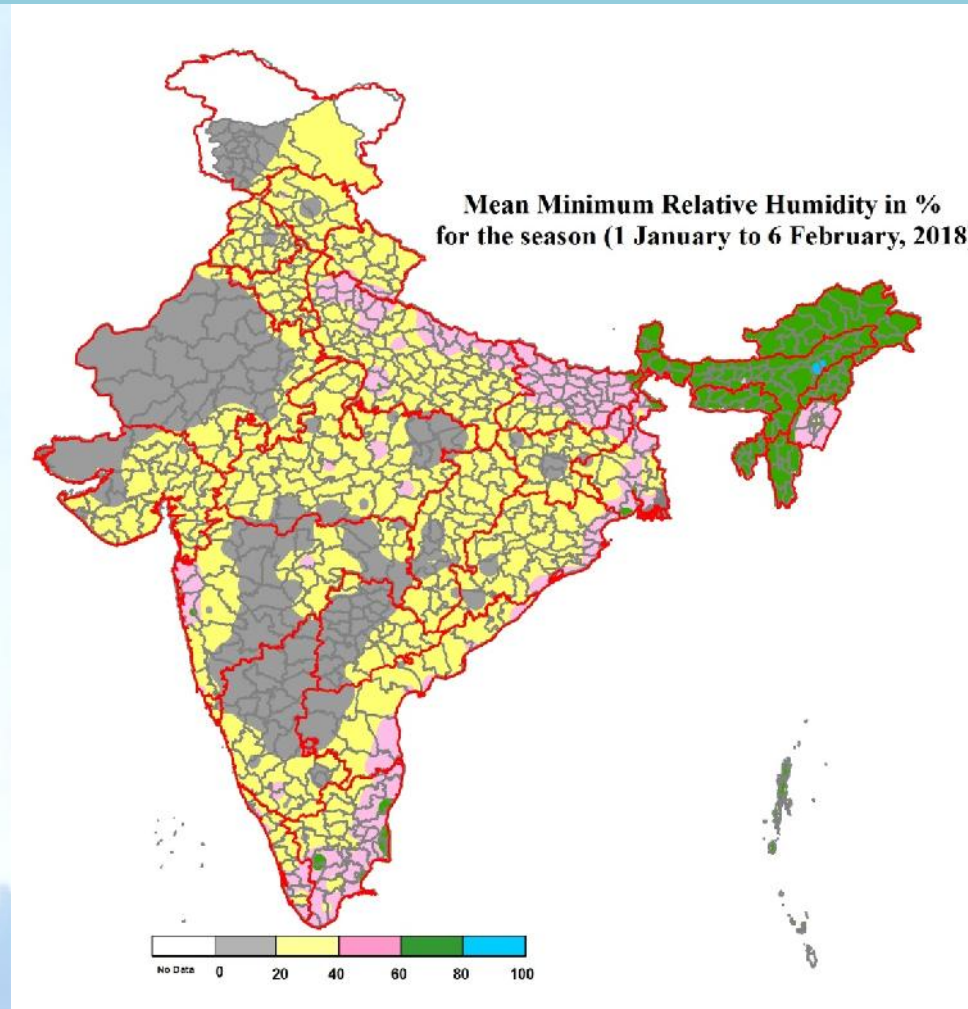 Mean Minimum Relative Humidity in %
for the season (1 January to 6 February, 2018
No Data 0 20 40 60 80 100